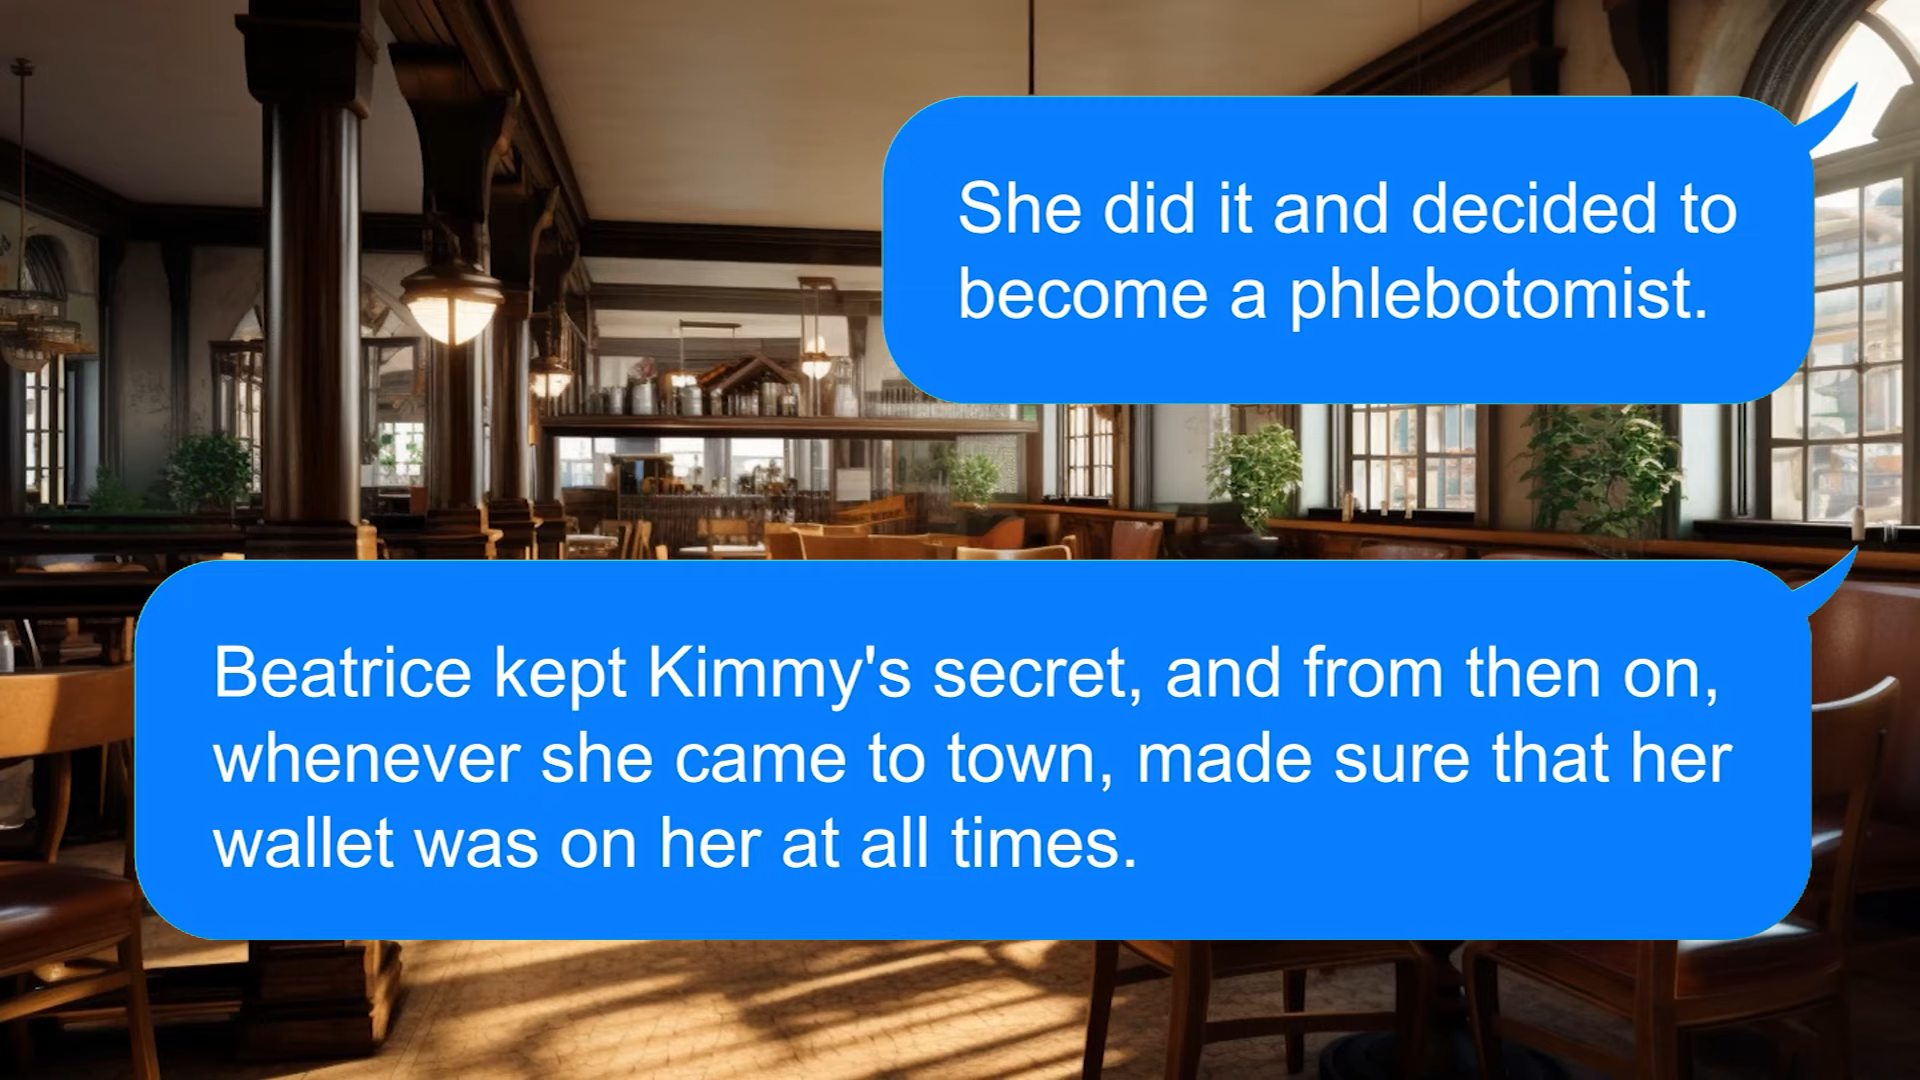 She did it and decided to
become a phlebotomist.
Beatrice kept Kimmy's secret, and from then on,
whenever she came to town, made sure that her
wallet was on her at all times.